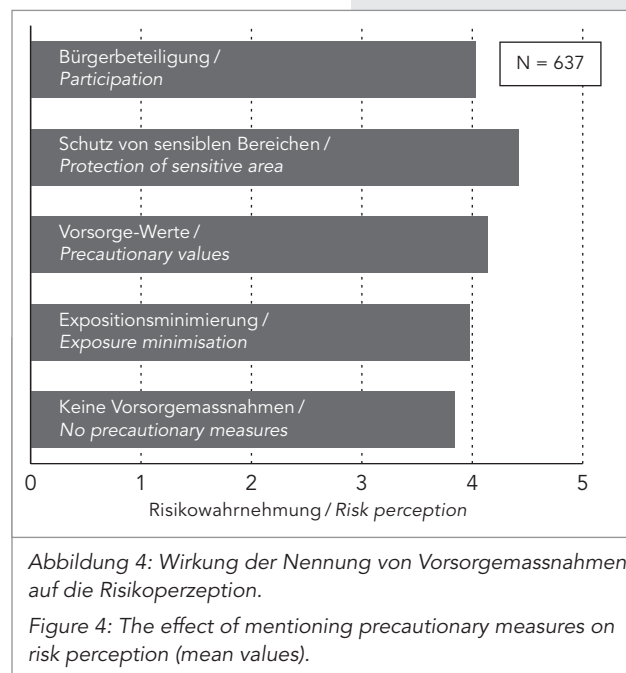 Bürgerbeteiligung /
Participation
N = 637
Schutz von sensiblen Bereichen /
Protection of sensitive area
Vorsorge-Werte /
Precautionary values
Expositionsminimierung /
Exposure minimisation
Keine Vorsorgemassnahmen /
No precautionary measures
0 1 2 3 4 5
Risikowahrnehmung / Risk perception
Abbildung 4: Wirkung der Nennung von Vorsorgemassnahmen
auf die Risikoperzeption.
Figure 4: The effect of mentioning precautionary measures on
risk perception (mean values).